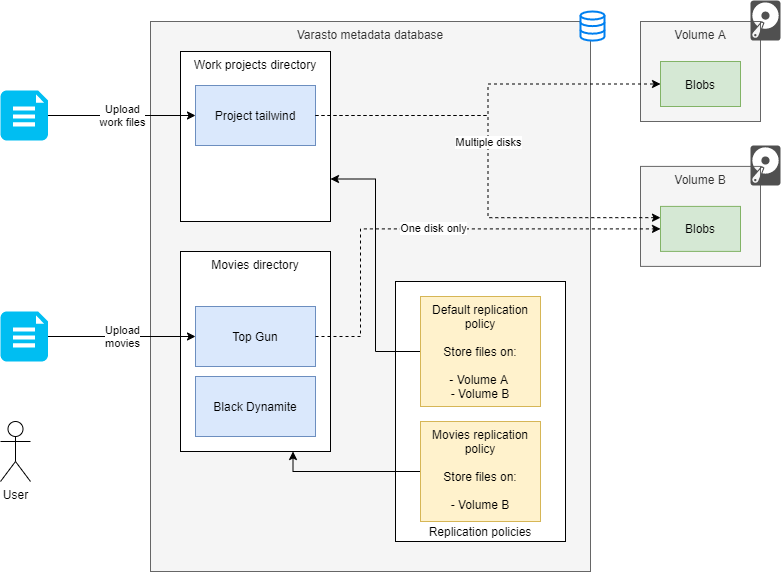 Varasto metadata database
Volume A
Work projects directory
Blobs
Project tailwind
Upload
work files
Multiple disks
Volume B
Blobs
One disk only
Movies directory
Upload
movies
Top Gun
Black Dynamite
Default replication
policy
Store files on:
- Volume A
- Volume B
Movies replication
policy
Store files on:
- Volume B
Replication policies
User